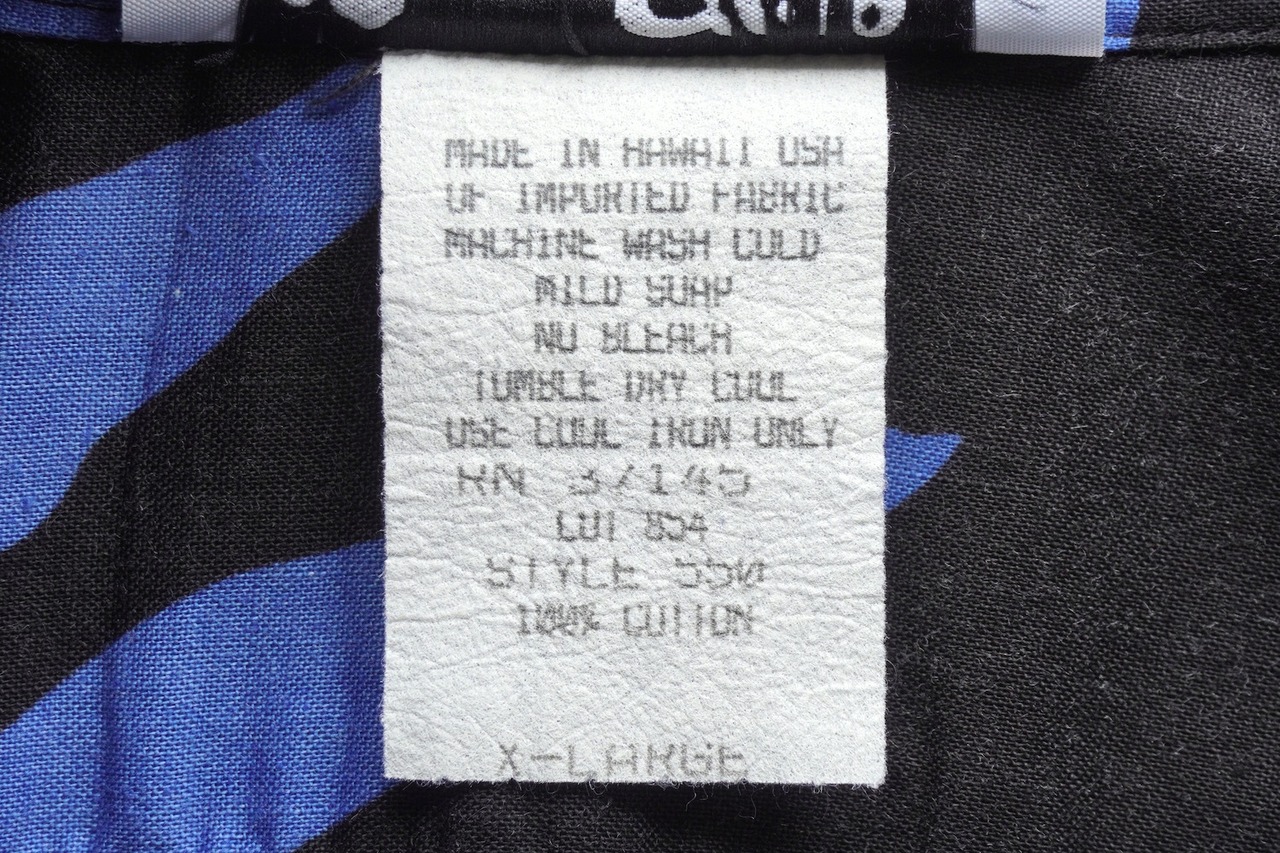 MADE IN HAWAII USA
OF IMPORTED FABRIC
MACHINE WASH COLD
MILD SOAP
NO BLEACH
TUMBLE DRY COOL
USE COOL IRON ONLY
RN 37145
LOT 854
STYLE 550
100% COTTON
X-LARGE